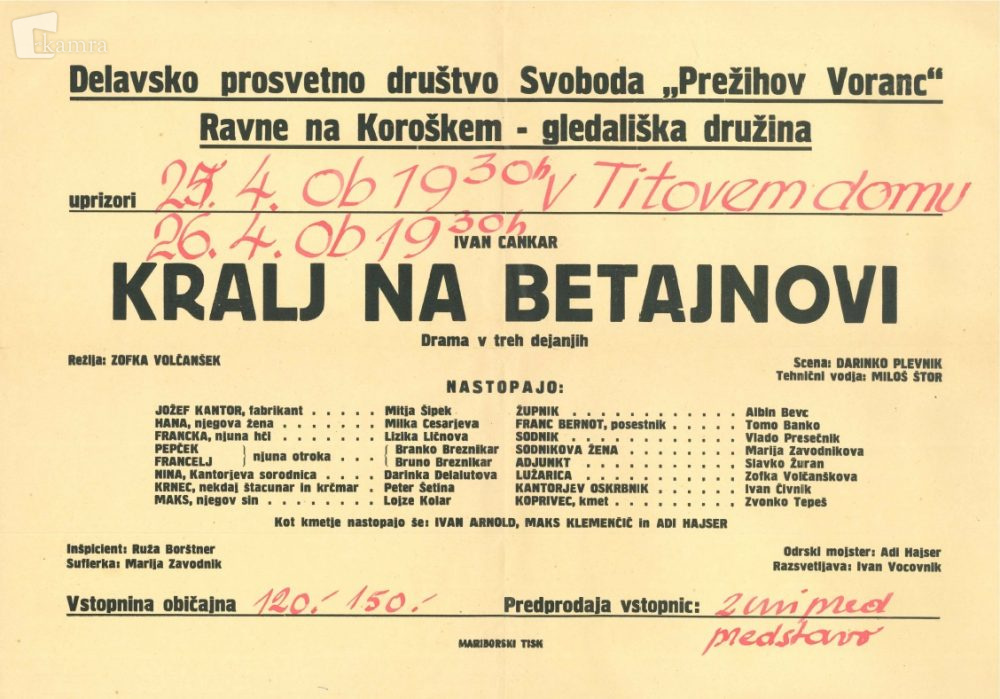 kamra
Delavsko prosvetno društvo Svoboda „Prežihov Voranc“
Ravne na Koroškem - gledališka družina
uprizori 25. 4. ob 19 30h v Titovem domu
26. 4. ob 19 30h
IVAN CANKAR
KRALJ NA BETAJNOVI
Drama v treh dejanjih
Režija: ZOFKA VOLČANŠEK
Scena: DARINKO PLEVNIK
Tehnični vodja: MILOŠ ŠTOR
NASTOPAJO:
JOŽEF KANTOR, fabrikant . . . . . Mitja Šipek
HANA, njegova žena . . . . . . . Milka Cesarjeva
FRANCKA, njuna hči . . . . . . . Lizika Ličnova
PEPČEK } njuna otroka . . . { Branko Breznikar
FRANCELJ } { Bruno Breznikar
NINA, Kantorjeva sorodnica . . . . Darinka Delalutova
KRNEC, nekdaj štacunar in krčmar . Peter Šetina
MAKS, njegov sin . . . . . . . . Lojze Kolar
ŽUPNIK . . . . . . . . . . . . Albin Bevc
FRANC BERNOT, posestnik . . . . . Tomo Banko
SODNIK . . . . . . . . . . . . Vlado Presečnik
SODNIKOVA ŽENA . . . . . . . . . Marija Zavodnikova
ADJUNKT . . . . . . . . . . . . Slavko Žuran
LUŽARICA . . . . . . . . . . . Zofka Volčanškova
KANTORJEV OSKRBNIK . . . . . . . Ivan Čivnik
KOPRIVEC, kmet . . . . . . . . . Zvonko Tepeš
Kot kmetje nastopajo še: IVAN ARNOLD, MAKS KLEMENČIČ in ADI HAJSER
Inšpicient: Ruža Borštner
Suflerka: Marija Zavodnik
Odrski mojster: Adi Hajser
Razsvetljava: Ivan Vocovnik
Vstopnina običajna 120.- 150.-
Predprodaja vstopnic: 2 uri pred
predstavo
MARIBORSKI TISK